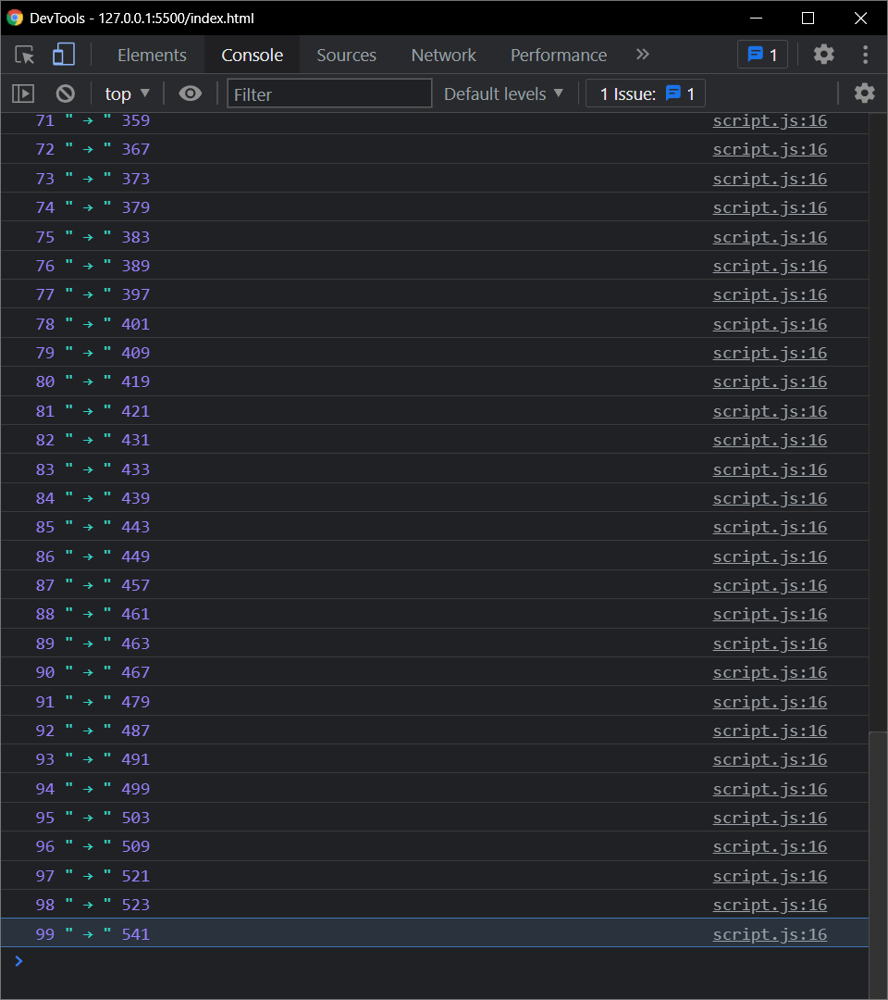 DevTools - 127.0.0.1:5500/index.html
Elements Console Sources Network Performance » 1
top ▼ Filter Default levels ▼ 1 Issue: 1
71 " → " 359 script.js:16
72 " → " 367 script.js:16
73 " → " 373 script.js:16
74 " → " 379 script.js:16
75 " → " 383 script.js:16
76 " → " 389 script.js:16
77 " → " 397 script.js:16
78 " → " 401 script.js:16
79 " → " 409 script.js:16
80 " → " 419 script.js:16
81 " → " 421 script.js:16
82 " → " 431 script.js:16
83 " → " 433 script.js:16
84 " → " 439 script.js:16
85 " → " 443 script.js:16
86 " → " 449 script.js:16
87 " → " 457 script.js:16
88 " → " 461 script.js:16
89 " → " 463 script.js:16
90 " → " 467 script.js:16
91 " → " 479 script.js:16
92 " → " 487 script.js:16
93 " → " 491 script.js:16
94 " → " 499 script.js:16
95 " → " 503 script.js:16
96 " → " 509 script.js:16
97 " → " 521 script.js:16
98 " → " 523 script.js:16
99 " → " 541 script.js:16